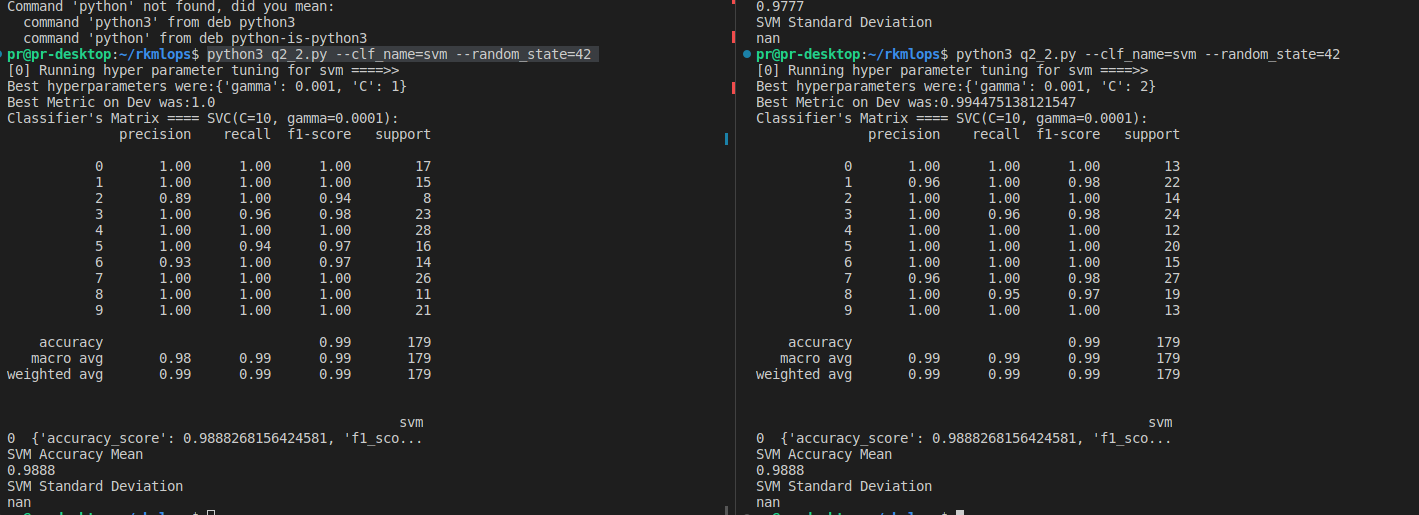 Command 'python' not found, did you mean:
  command 'python3' from deb python3
  command 'python' from deb python-is-python3
pr@pr-desktop:~/rkmlops$ python3 q2_2.py --clf_name=svm --random_state=42
[0] Running hyper parameter tuning for svm ====>>
Best hyperparameters were:{'gamma': 0.001, 'C': 1}
Best Metric on Dev was:1.0
Classifier's Matrix ==== SVC(C=10, gamma=0.0001):
              precision    recall  f1-score   support

           0       1.00      1.00      1.00        17
           1       1.00      1.00      1.00        15
           2       0.89      1.00      0.94         8
           3       1.00      0.96      0.98        23
           4       1.00      1.00      1.00        28
           5       1.00      0.94      0.97        16
           6       0.93      1.00      0.97        14
           7       1.00      1.00      1.00        26
           8       1.00      1.00      1.00        11
           9       1.00      1.00      1.00        21

    accuracy                           0.99       179
   macro avg       0.98      0.99      0.99       179
weighted avg       0.99      0.99      0.99       179

                                                 svm
0  {'accuracy_score': 0.9888268156424581, 'f1_sco...
SVM Accuracy Mean
0.9888
SVM Standard Deviation
nan
0.9777
SVM Standard Deviation
nan
pr@pr-desktop:~/rkmlops$ python3 q2_2.py --clf_name=svm --random_state=42
[0] Running hyper parameter tuning for svm ====>>
Best hyperparameters were:{'gamma': 0.001, 'C': 2}
Best Metric on Dev was:0.994475138121547
Classifier's Matrix ==== SVC(C=10, gamma=0.0001):
              precision    recall  f1-score   support

           0       1.00      1.00      1.00        13
           1       0.96      1.00      0.98        22
           2       1.00      1.00      1.00        14
           3       1.00      0.96      0.98        24
           4       1.00      1.00      1.00        12
           5       1.00      1.00      1.00        20
           6       1.00      1.00      1.00        15
           7       0.96      1.00      0.98        27
           8       1.00      0.95      0.97        19
           9       1.00      1.00      1.00        13

    accuracy                           0.99       179
   macro avg       0.99      0.99      0.99       179
weighted avg       0.99      0.99      0.99       179

                                                 svm
0  {'accuracy_score': 0.9888268156424581, 'f1_sco...
SVM Accuracy Mean
0.9888
SVM Standard Deviation
nan